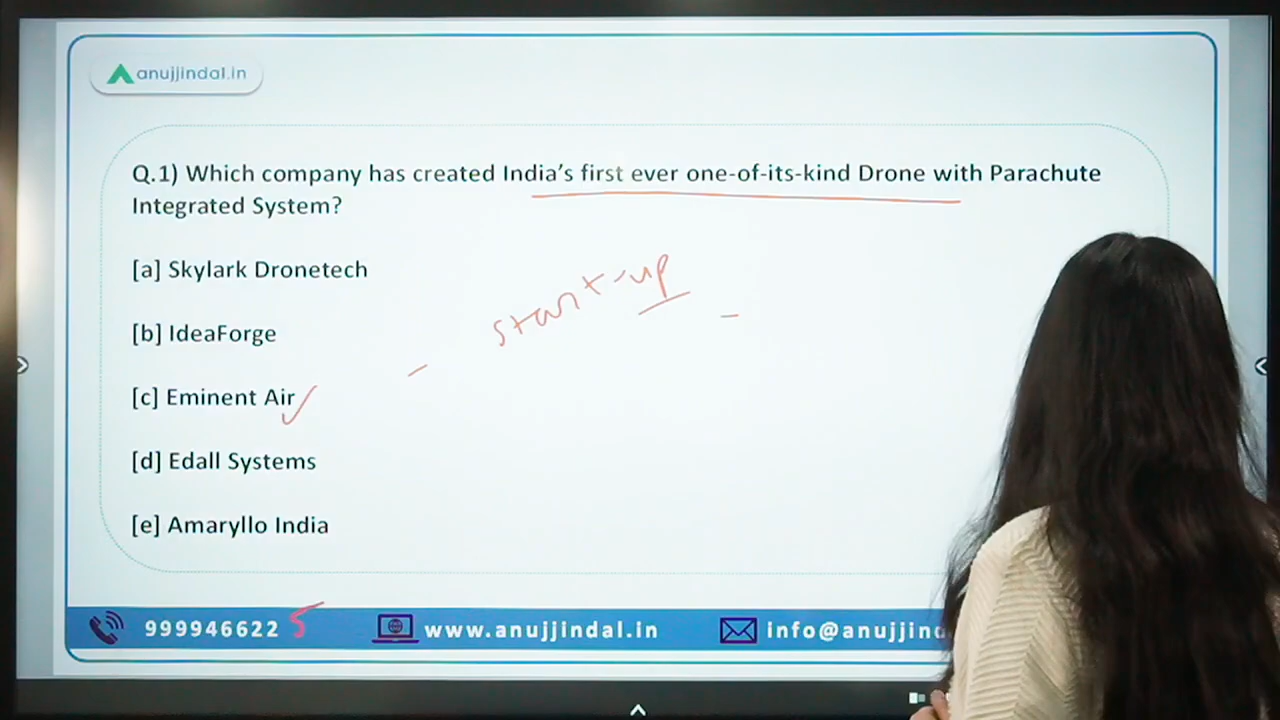 anujjindal.in
Q.1) Which company has created India's first ever one-of-its-kind Drone with Parachute
Integrated System?
[a] Skylark Dronetech
start-up
[b] IdeaForge
[c] Eminent Air
[d] Edall Systems
[e] Amaryllo India
999946622 5
www.anujjindal.in
info@anujjind